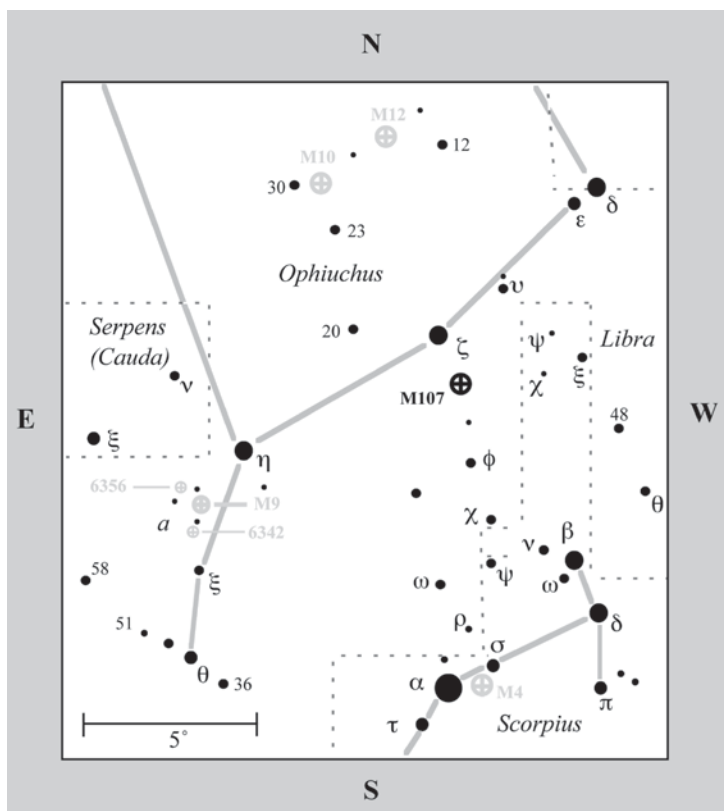 N
M12
12
M10
30
δ
ε
23
Ophiuchus
υ
20
ζ
Serpens
(Cauda)
ψ
Libra
ξ
ν
χ
M107
E
W
48
ξ
η
φ
6356
M9
θ
a
χ
6342
ν
β
58
ξ
ω
ψ
ω
51
ρ
δ
θ
σ
36
α
M4
π
5°
τ
Scorpius
S